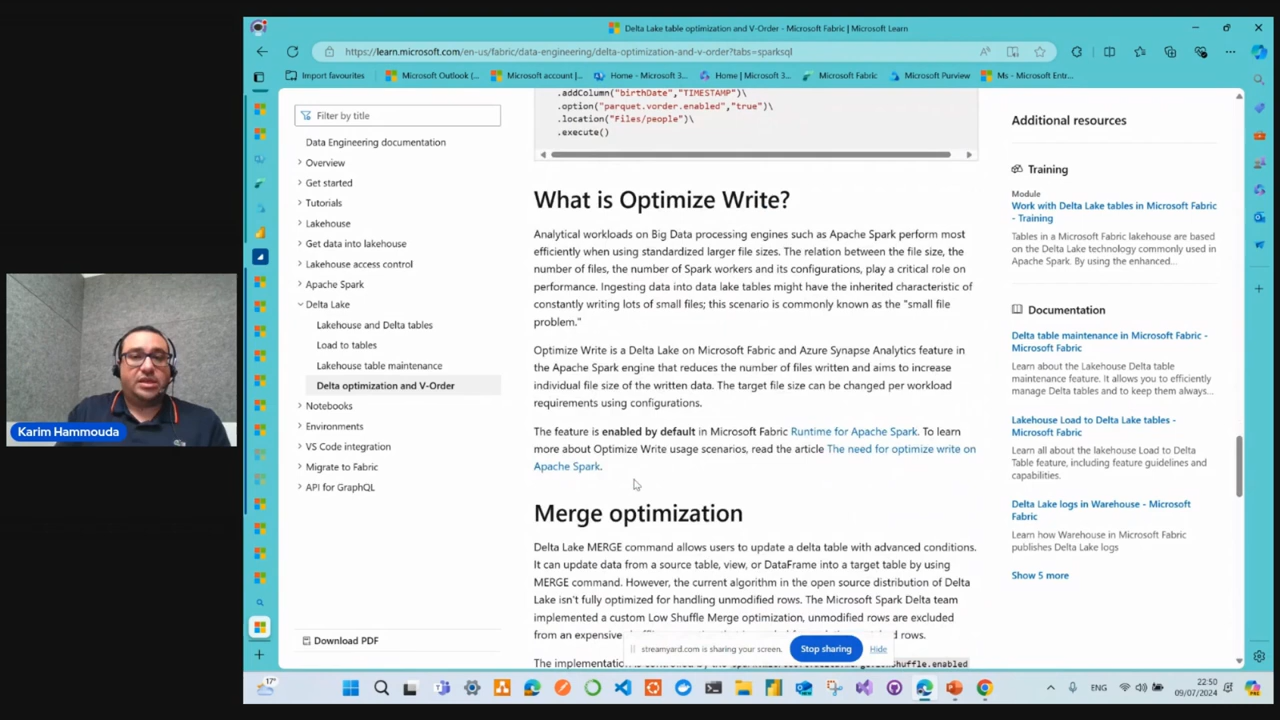 Delta Lake table optimization and V-Order - Microsoft Fabric | Microsoft Learn
https://learn.microsoft.com/en-us/fabric/data-engineering/delta-optimization-and-v-order?tabs=sparksql
Import favourites
Microsoft Outlook (...
Microsoft account |...
Home - Microsoft 3...
Home | Microsoft 3...
Microsoft Fabric
Microsoft Purview
Ms - Microsoft Entr...
Filter by title
Data Engineering documentation
Overview
Get started
Tutorials
Lakehouse
Get data into lakehouse
Lakehouse access control
Apache Spark
Delta Lake
Lakehouse and Delta tables
Load to tables
Lakehouse table maintenance
Delta optimization and V-Order
Notebooks
Environments
VS Code integration
Migrate to Fabric
API for GraphQL
Download PDF
.addColumn("birthDate","TIMESTAMP")\
.option("parquet.vorder.enabled","true")\
.location("Files/people")\
.execute()
What is Optimize Write?
Analytical workloads on Big Data processing engines such as Apache Spark perform most
efficiently when using standardized larger file sizes. The relation between the file size, the
number of files, the number of Spark workers and its configurations, play a critical role on
performance. Ingesting data into data lake tables might have the inherited characteristic of
constantly writing lots of small files; this scenario is commonly known as the "small file
problem."
Optimize Write is a Delta Lake on Microsoft Fabric and Azure Synapse Analytics feature in
the Apache Spark engine that reduces the number of files written and aims to increase
individual file size of the written data. The target file size can be changed per workload
requirements using configurations.
The feature is enabled by default in Microsoft Fabric Runtime for Apache Spark. To learn
more about Optimize Write usage scenarios, read the article The need for optimize write on
Apache Spark.
Merge optimization
Delta Lake MERGE command allows users to update a delta table with advanced conditions.
It can update data from a source table, view, or DataFrame into a target table by using
MERGE command. However, the current algorithm in the open source distribution of Delta
Lake isn't fully optimized for handling unmodified rows. The Microsoft Spark Delta team
implemented a custom Low Shuffle Merge optimization, unmodified rows are excluded
from an expensive rows.
The implementation is controlled by the
Additional resources
Training
Module
Work with Delta Lake tables in Microsoft Fabric
- Training
Tables in a Microsoft Fabric lakehouse are based
on the Delta Lake technology commonly used in
Apache Spark. By using the enhanced...
Documentation
Delta table maintenance in Microsoft Fabric -
Microsoft Fabric
Learn about the Lakehouse Delta table
maintenance feature. It allows you to efficiently
manage Delta tables and to keep them always...
Lakehouse Load to Delta Lake tables -
Microsoft Fabric
Learn all about the lakehouse Load to Delta
Table feature, including feature guidelines and
capabilities.
Delta Lake logs in Warehouse - Microsoft
Fabric
Learn how Warehouse in Microsoft Fabric
publishes Delta Lake logs
Show 5 more
streamyard.com is sharing your screen.
Stop sharing
Hide
Karim Hammouda
17°
ENG
22:50
09/07/2024